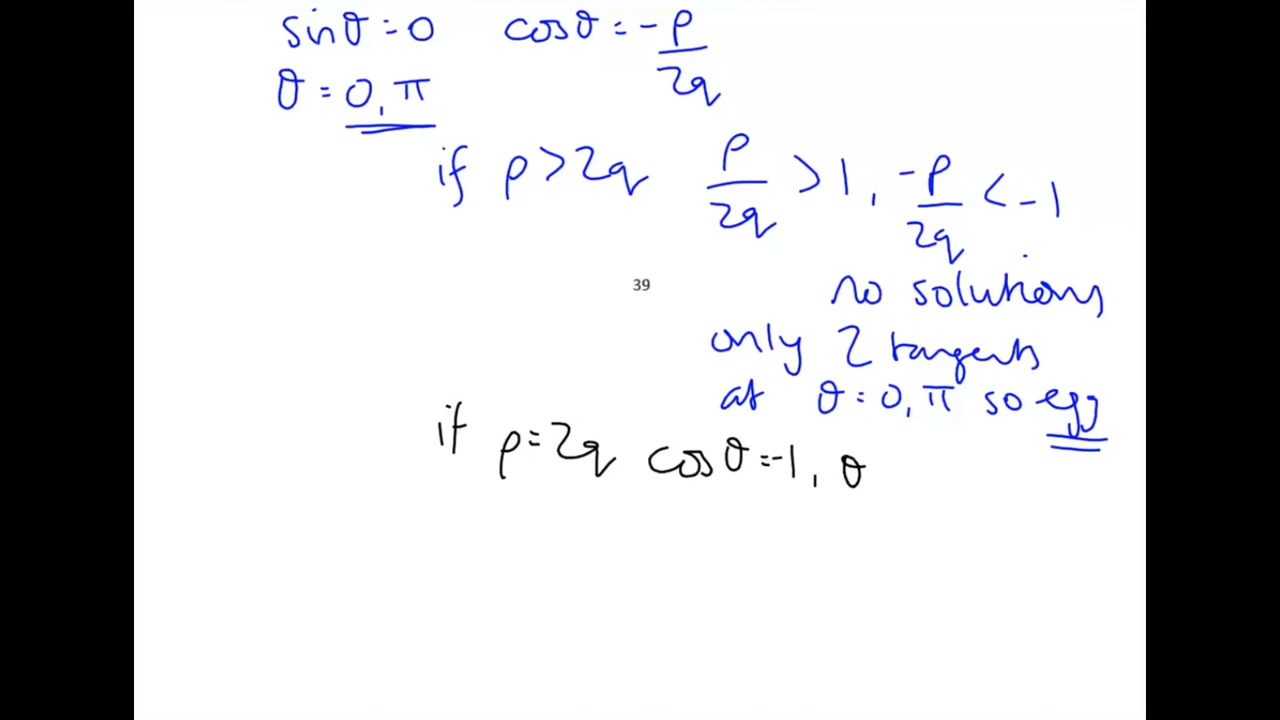 sinθ = 0 cosθ = -p/2q
θ = 0, π
if p > 2q p/2q > 1, -p/2q < -1
39
no solutions
only 2 tangents
at θ = 0, π so egg
if p = 2q cosθ = -1, θ